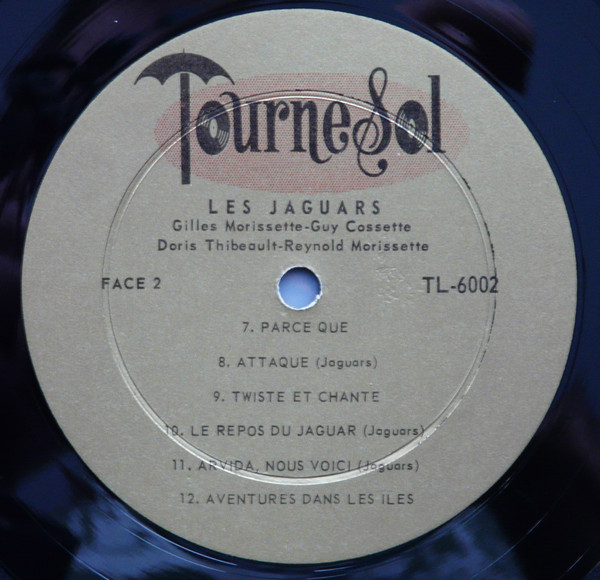 TourneSol
LES JAGUARS
Gilles Morissette-Guy Cossette
Doris Thibeault-Reynold Morissette
FACE 2
TL-6002
7. PARCE QUE
8. ATTAQUE (Jaguars)
9. TWISTE ET CHANTE
10. LE REPOS DU JAGUAR (Jaguars)
11. ARVIDA, NOUS VOICI (Jaguars)
12. AVENTURES DANS LES ILES